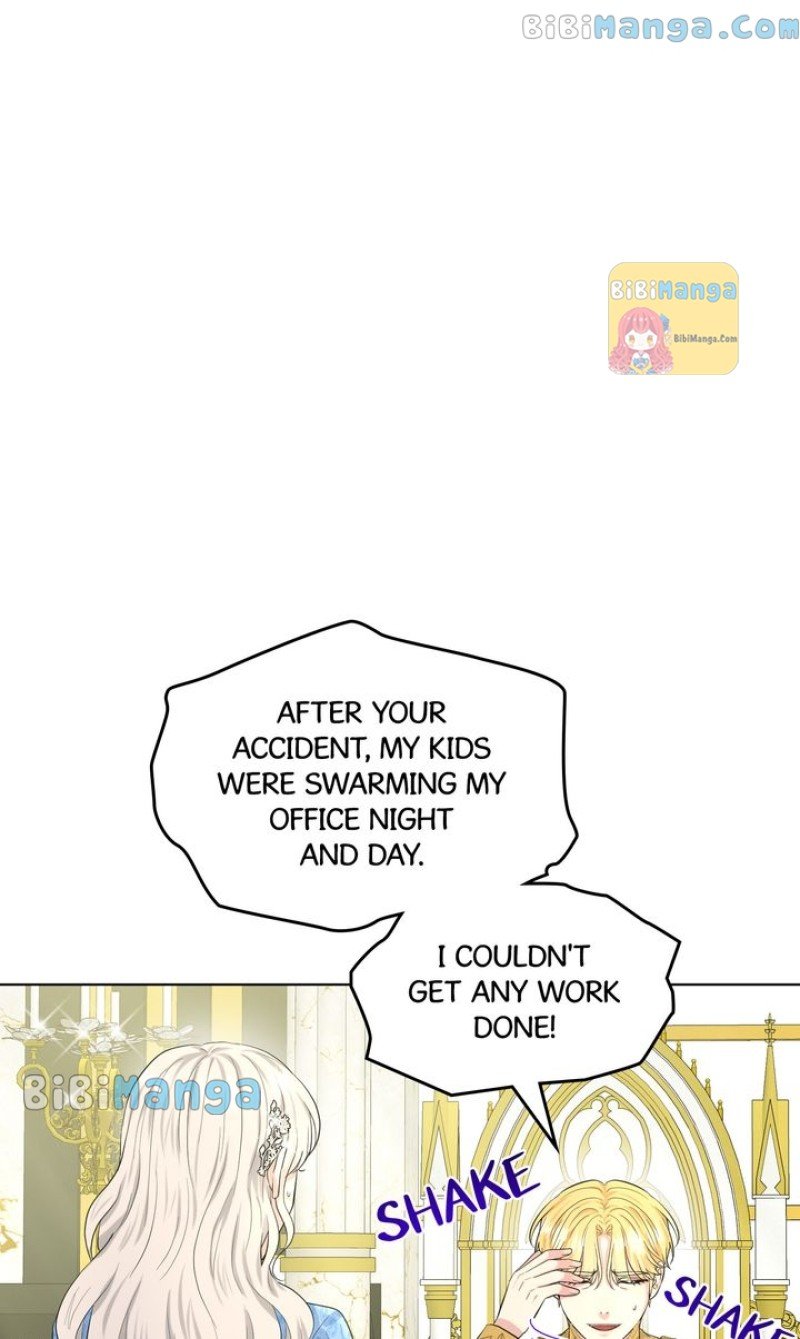 BiBiManga.Com
BiBiManga
BibiManga.Com
AFTER YOUR
ACCIDENT, MY KIDS
WERE SWARMING MY
OFFICE NIGHT
AND DAY.
I COULDN'T
GET ANY WORK
DONE!
BiBiManga
SHAKE
SHAKE